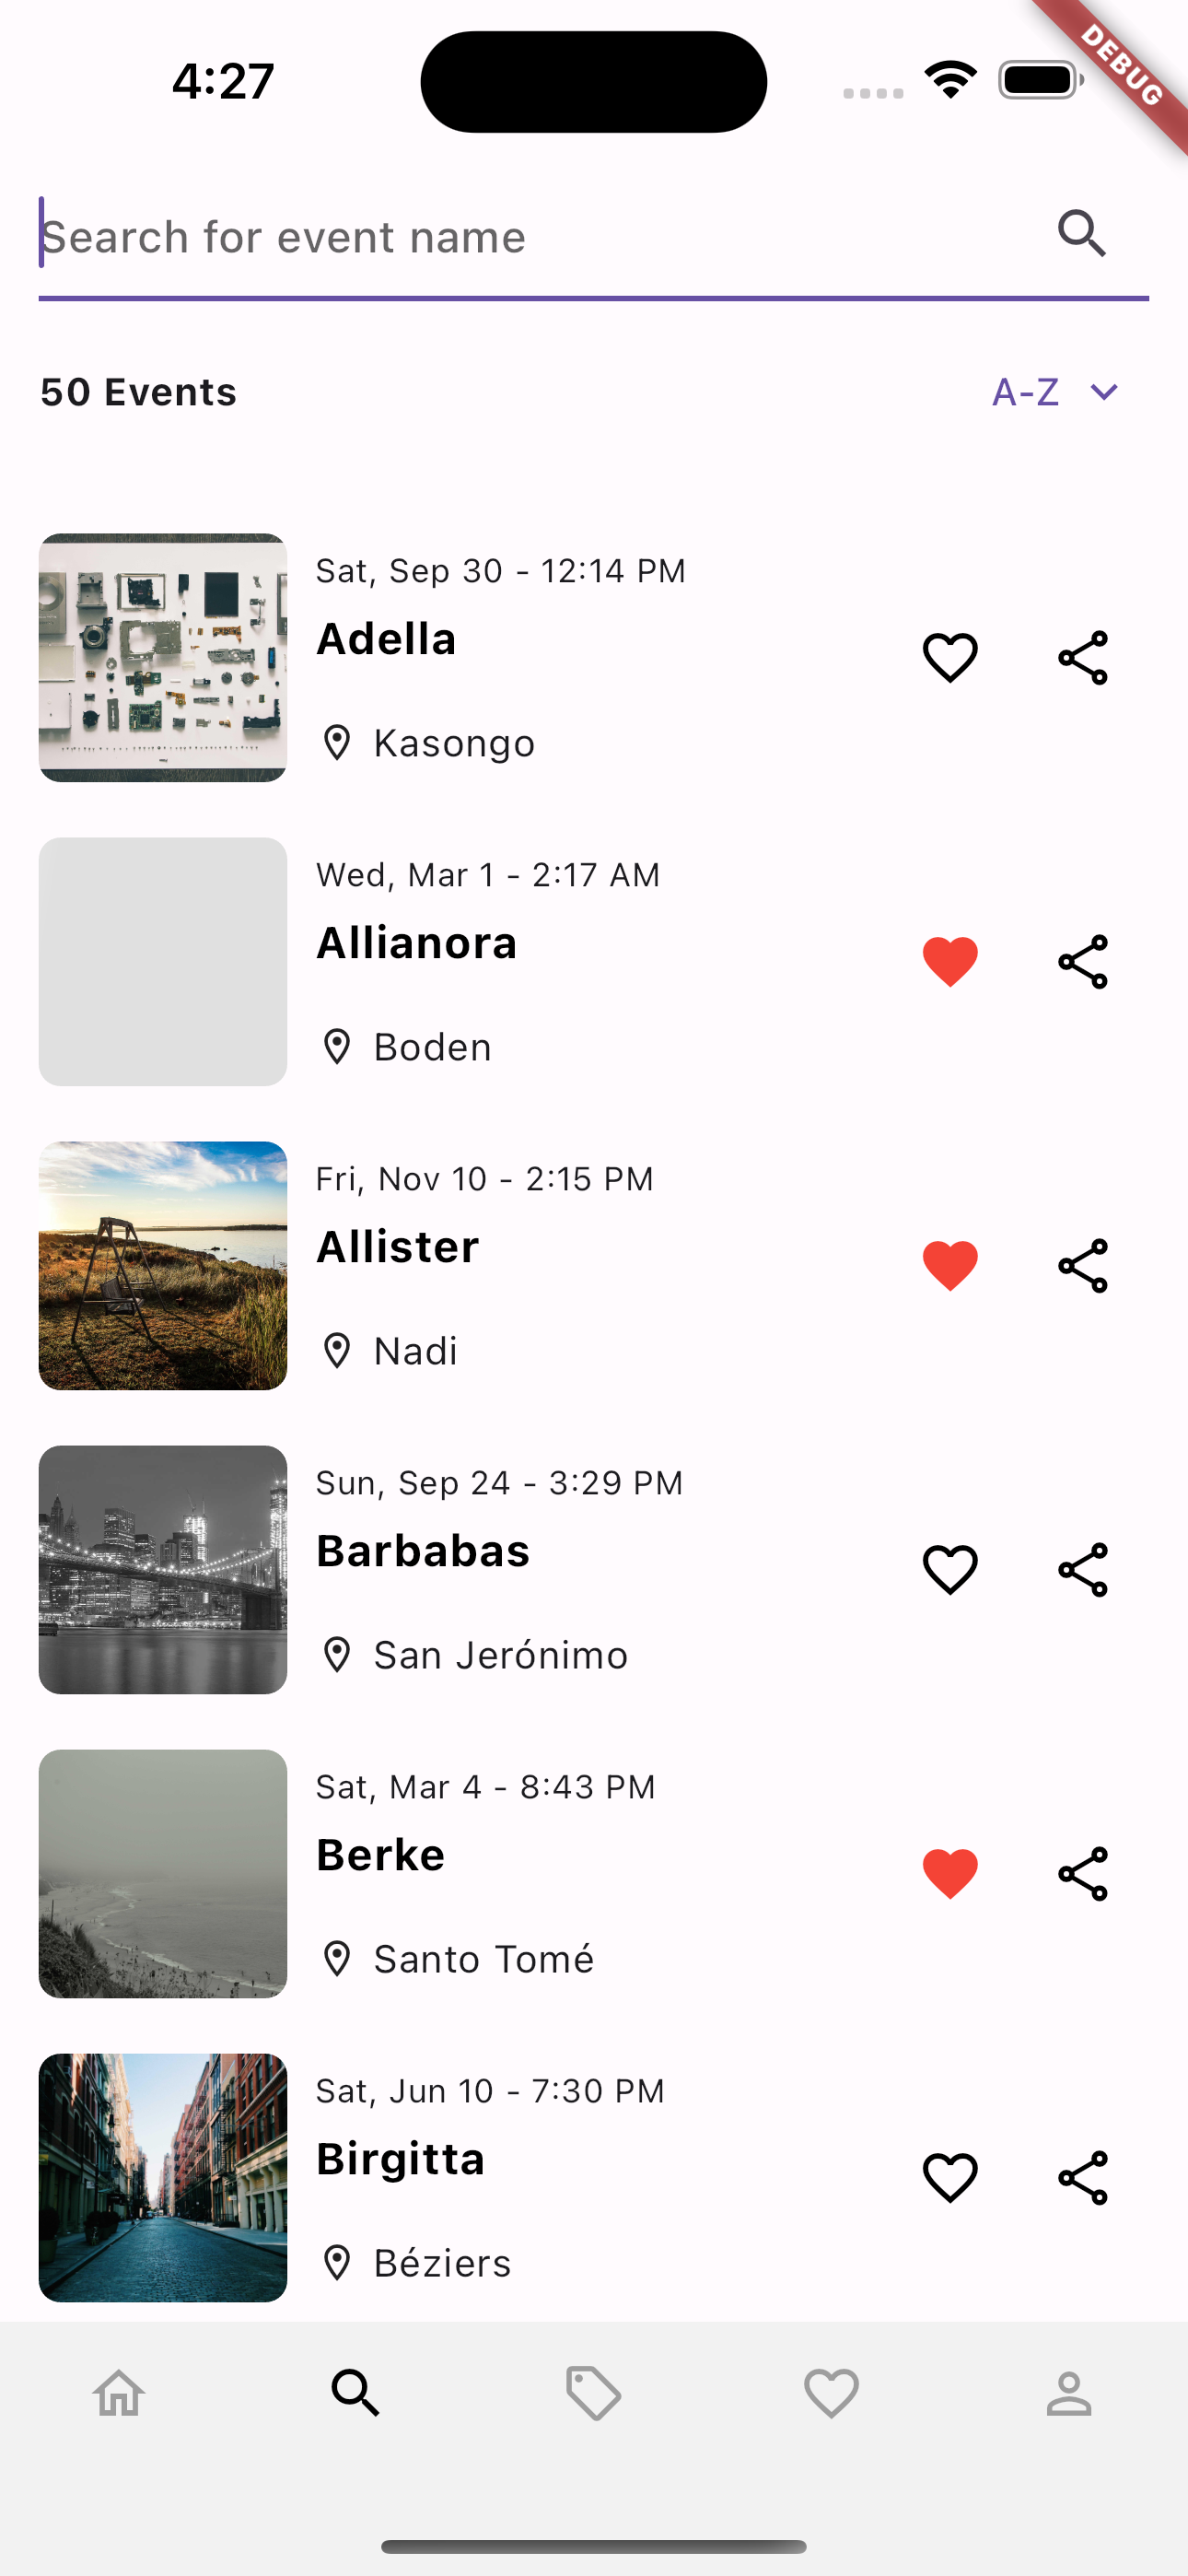 4:27
DEBUG
Search for event name
50 Events
A-Z
Sat, Sep 30 - 12:14 PM
Adella
Kasongo
Wed, Mar 1 - 2:17 AM
Allianora
Boden
Fri, Nov 10 - 2:15 PM
Allister
Nadi
Sun, Sep 24 - 3:29 PM
Barbabas
San Jerónimo
Sat, Mar 4 - 8:43 PM
Berke
Santo Tomé
Sat, Jun 10 - 7:30 PM
Birgitta
Béziers